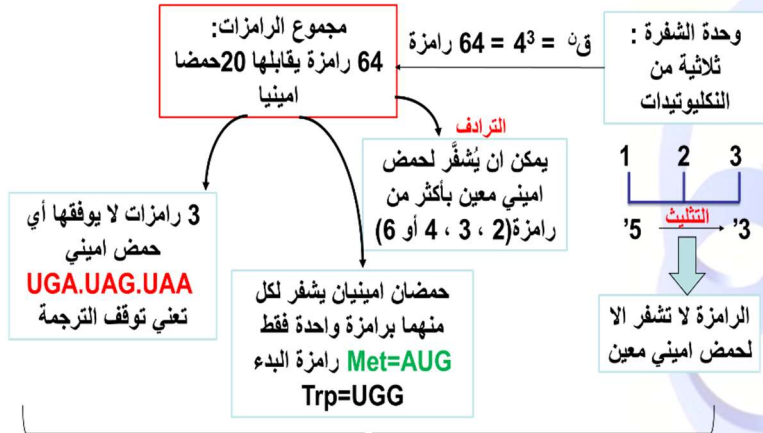 وحدة الشفرة :
ثلاثية من
النكليوتيدات
ق^ن = 4^3 = 64 رامزة
مجموع الرامزات:
64 رامزة يقابلها 20حمضا
امينيا
الترادف
يمكن ان يُشفَّر لحمض
اميني معين بأكثر من
رامزة(2 ، 3 ، 4 أو 6)
1 2 3
التثليث
5’ 3’
الرامزة لا تشفر الا
لحمض اميني معين
حمضان امينيان يشفر لكل
منهما برامزة واحدة فقط
Met=AUG رامزة البدء
Trp=UGG
3 رامزات لا يوفقها أي
حمض اميني
UGA.UAG.UAA
تعني توقف الترجمة